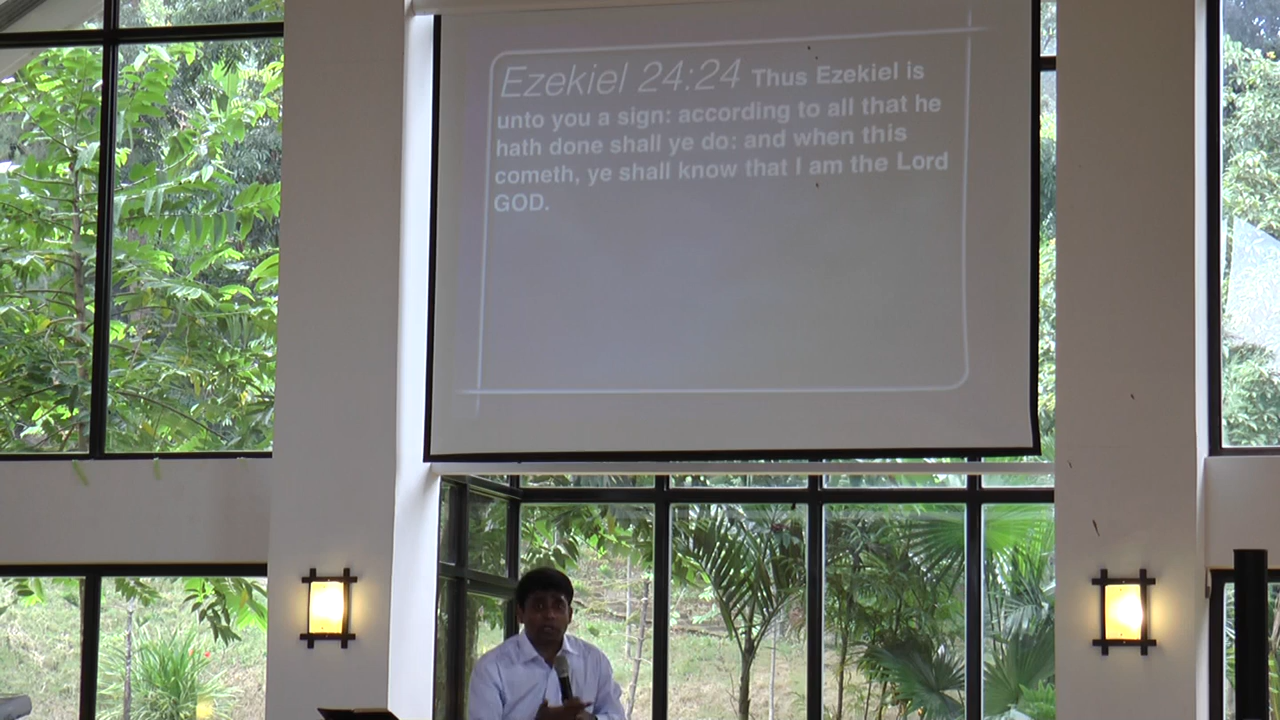 Ezekiel 24:24 Thus Ezekiel is
unto you a sign: according to all that he
hath done shall ye do: and when this
cometh, ye shall know that I am the Lord
GOD.